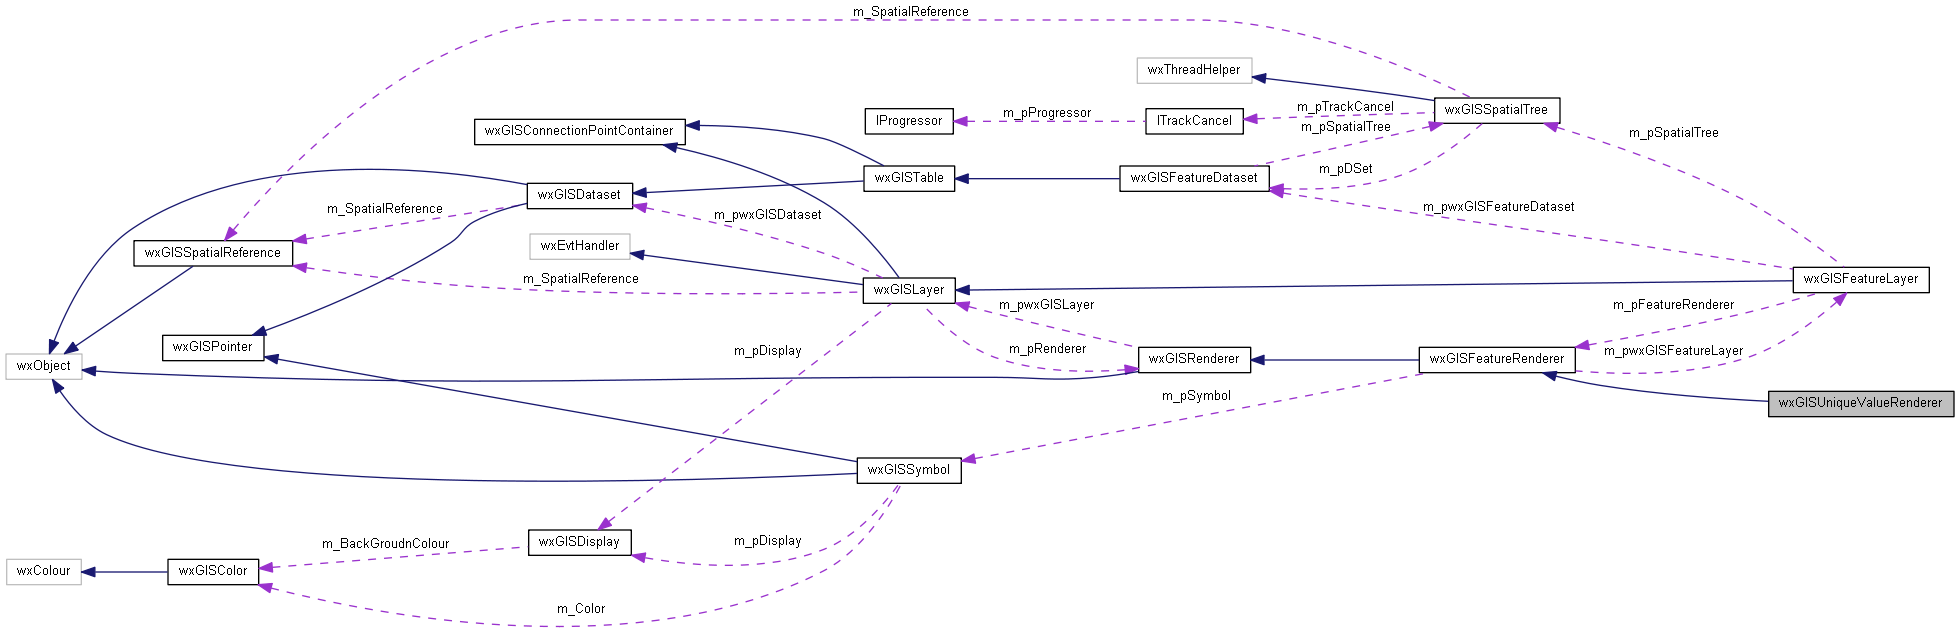 m_SpatialReference
wxThreadHelper
wxGISSpatialTree
m_pTrackCancel
m_pProgressor
IProgressor
ITrackCancel
m_pSpatialTree
wxGISConnectionPointContainer
m_pSpatialTree
m_pDSet
wxGISTable
wxGISFeatureDataset
wxGISDataset
m_SpatialReference
m_pwxGISDataset
m_pwxGISFeatureDataset
wxEvtHandler
wxGISSpatialReference
m_SpatialReference
wxGISLayer
wxGISFeatureLayer
m_pwxGISLayer
m_pFeatureRenderer
wxGISPointer
m_pDisplay
m_pRenderer
m_pwxGISFeatureLayer
wxGISRenderer
wxGISFeatureRenderer
wxObject
m_pSymbol
wxGISUniqueValueRenderer
wxGISSymbol
wxGISDisplay
m_pDisplay
m_BackGroudnColour
wxColour
wxGISColor
m_Color